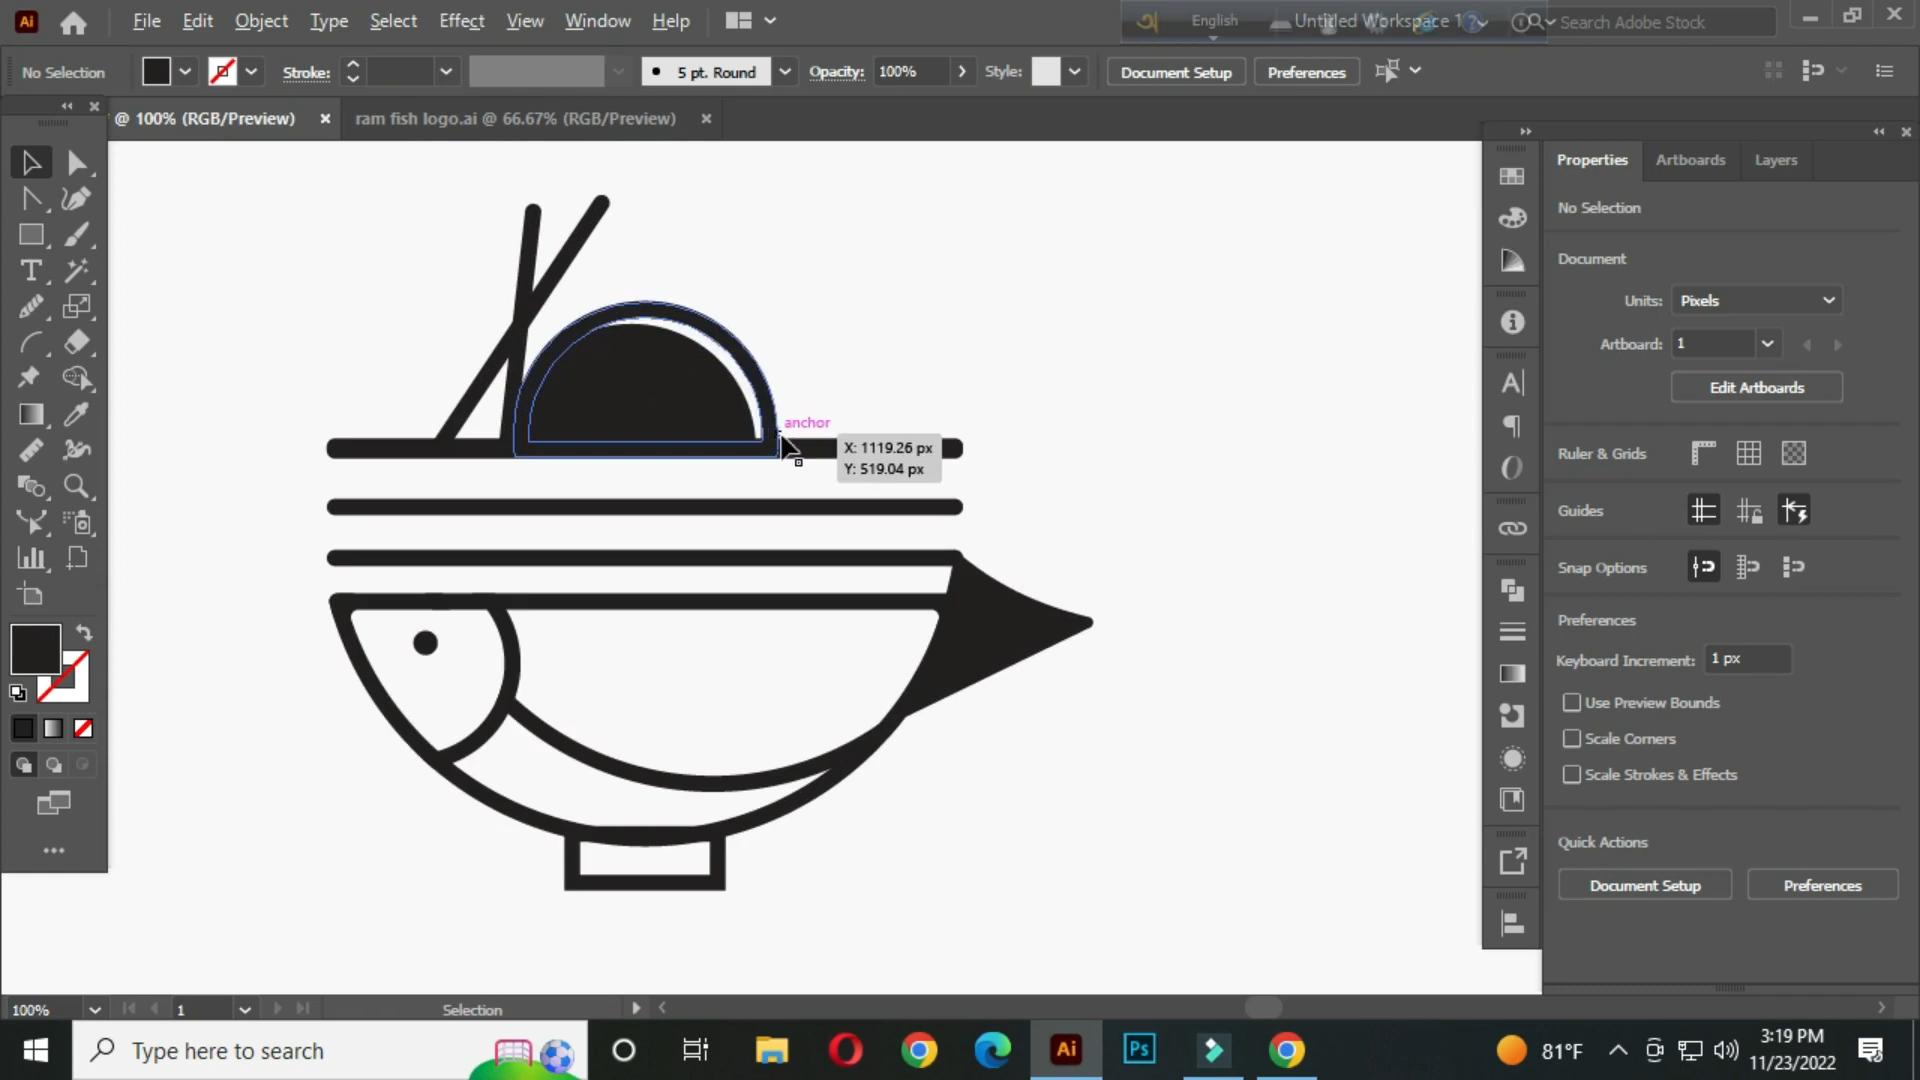 Ai File Edit Object Type Select Effect View Window Help English Untitled Workspace 1 Search Adobe Stock
No Selection Stroke: 5 pt. Round Opacity: 100% Style: Document Setup Preferences
@ 100% (RGB/Preview) ram fish logo.ai @ 66.67% (RGB/Preview)
Properties Artboards Layers
No Selection
Document
Units: Pixels
Artboard: 1
Edit Artboards
anchor
X: 1119.26 px
Y: 519.04 px
Ruler & Grids
Guides
Snap Options
Preferences
Keyboard Increment: 1 px
Use Preview Bounds
Scale Corners
Scale Strokes & Effects
Quick Actions
Document Setup Preferences
100% 1 Selection
Type here to search Ai Ps 81°F 3:19 PM
11/23/2022